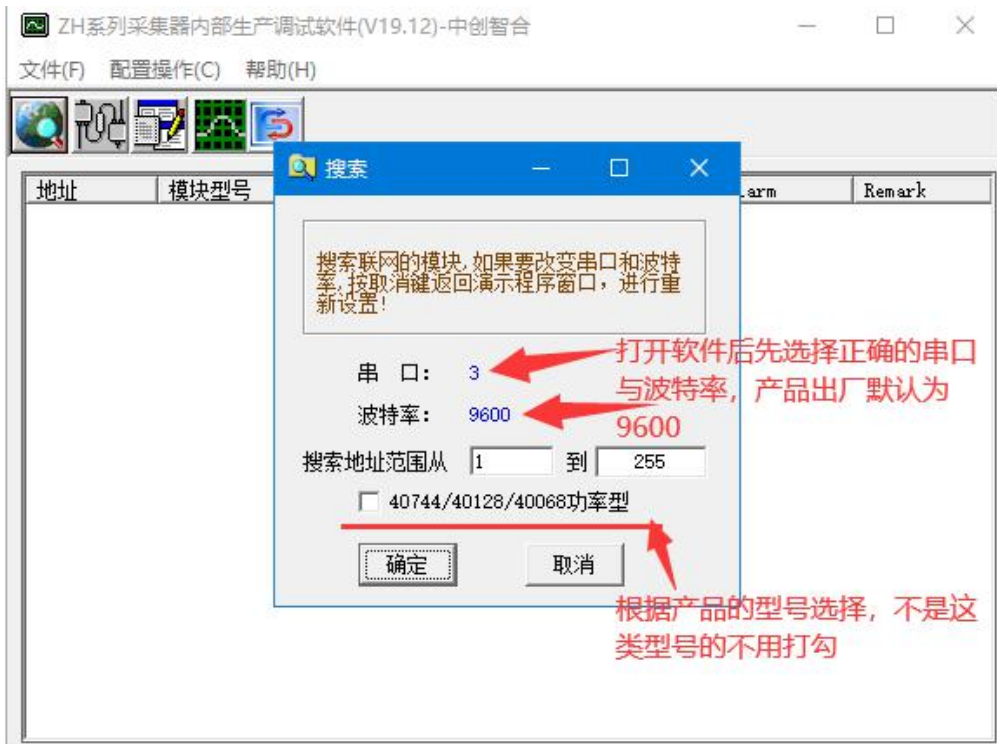 ZH系列采集器内部生产调试软件(V19.12)-中创智合
文件(F) 配置操作(C) 帮助(H)
搜索
地址 模块型号 larm Remark
搜索联网的模块,如果要改变串口和波特
率,按取消键返回演示程序窗口，进行重
新设置!
串 口: 3
波特率: 9600
搜索地址范围从 1 到 255
40744/40128/40068功率型
确定 取消
打开软件后先选择正确的串口
与波特率，产品出厂默认为
9600
根据产品的型号选择，不是这
类型号的不用打勾